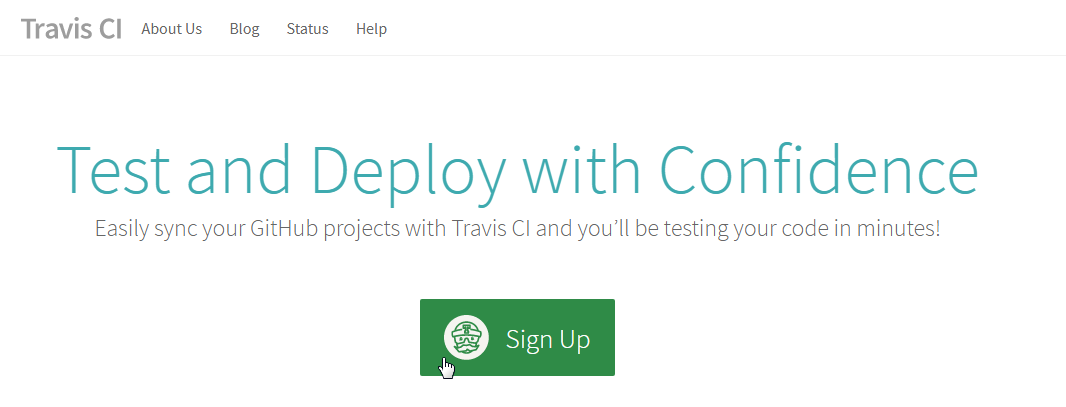 Travis CI About Us Blog Status Help
Test and Deploy with Confidence
Easily sync your GitHub projects with Travis CI and you’ll be testing your code in minutes!
Sign Up